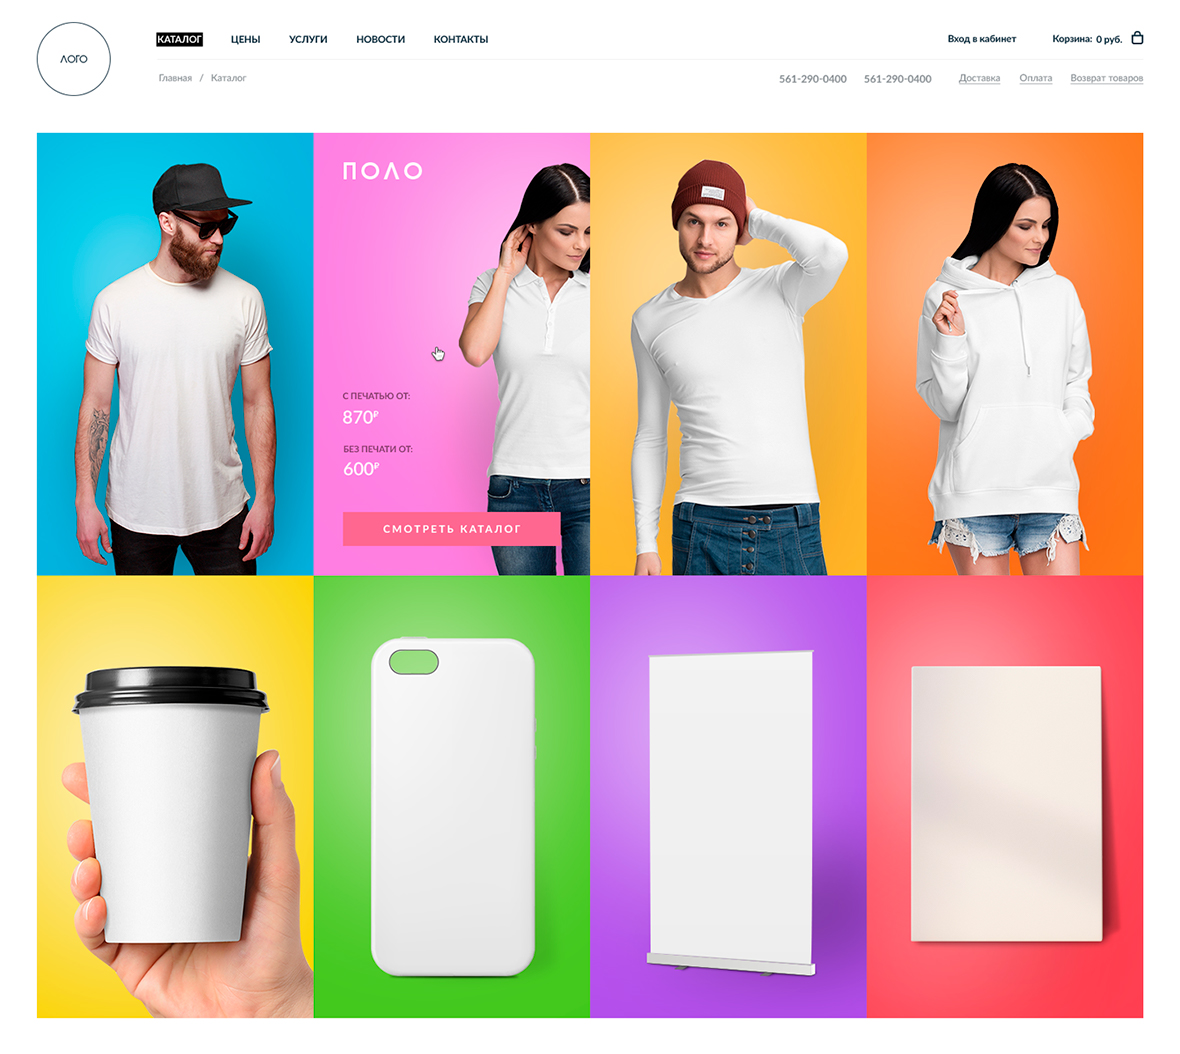 ЛОГО
КАТАЛОГ ЦЕНЫ УСЛУГИ НОВОСТИ КОНТАКТЫ
Вход в кабинет Корзина: 0 руб.
Главная / Каталог
561-290-0400 561-290-0400 Доставка Оплата Возврат товаров
ПОЛО
С ПЕЧАТЬЮ ОТ:
870₽
БЕЗ ПЕЧАТИ ОТ:
600₽
СМОТРЕТЬ КАТАЛОГ